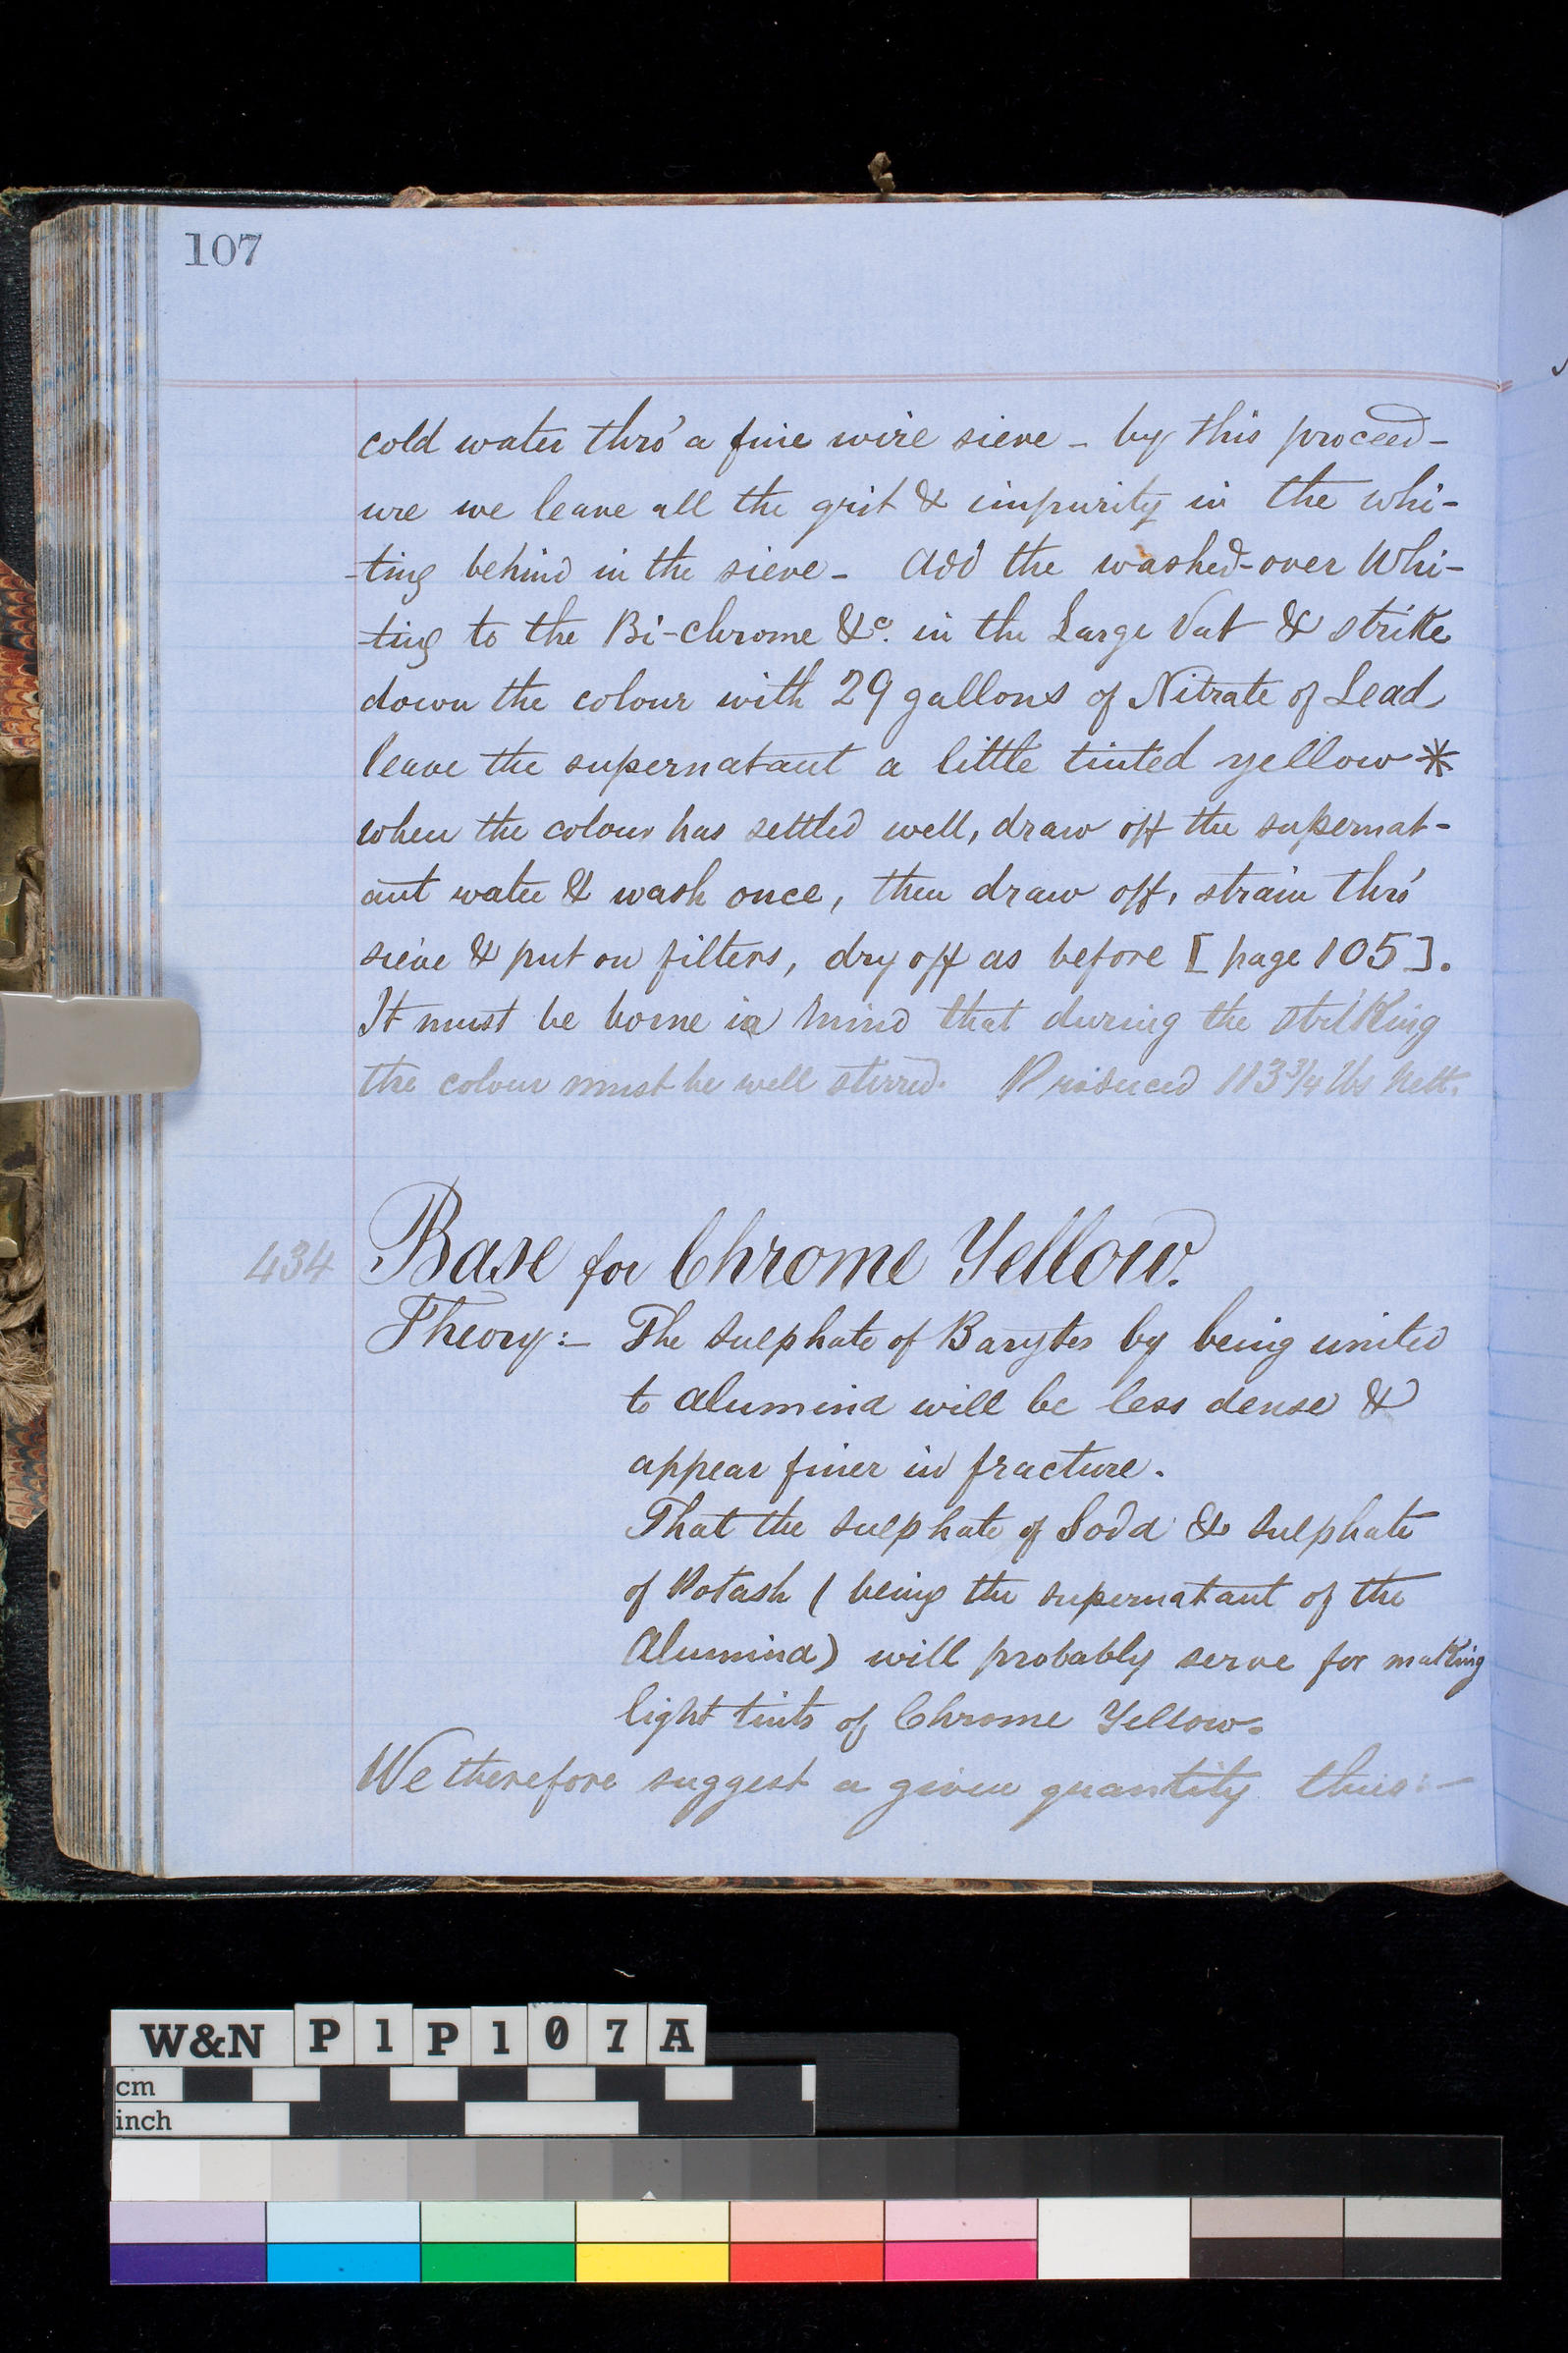 107
cold water thro' a fine wire sieve - by this proceed-
ure we leave all the grit & impurity in the whi-
-ting behind in the sieve - Add the washed-over Whi-
-ting to the Bi-chrome &c. in the Large Vat & strike
down the colour with 29 gallons of Nitrate of Lead
leave the supernatant a little tinted yellow *
when the colour has settled well, draw off the supernat-
ant water & wash once, then draw off, strain thro'
sieve & put on filters, dry off as before [page 105].
It must be borne in mind that during the striking
the colour must be well stirred. Produced 113 3/4 lbs Nett.
434 Base for Chrome Yellow.
Theory:- The Sulphate of Barytes by being united
to alumina will be less dense &
appear finer in fracture.
That the Sulphate of Soda & Sulphate
of Potash (being the supernatant of the
Alumina) will probably serve for making
light tints of Chrome Yellow.
We therefore suggest a given quantity thus:-
W&N P1P107A
cm
inch